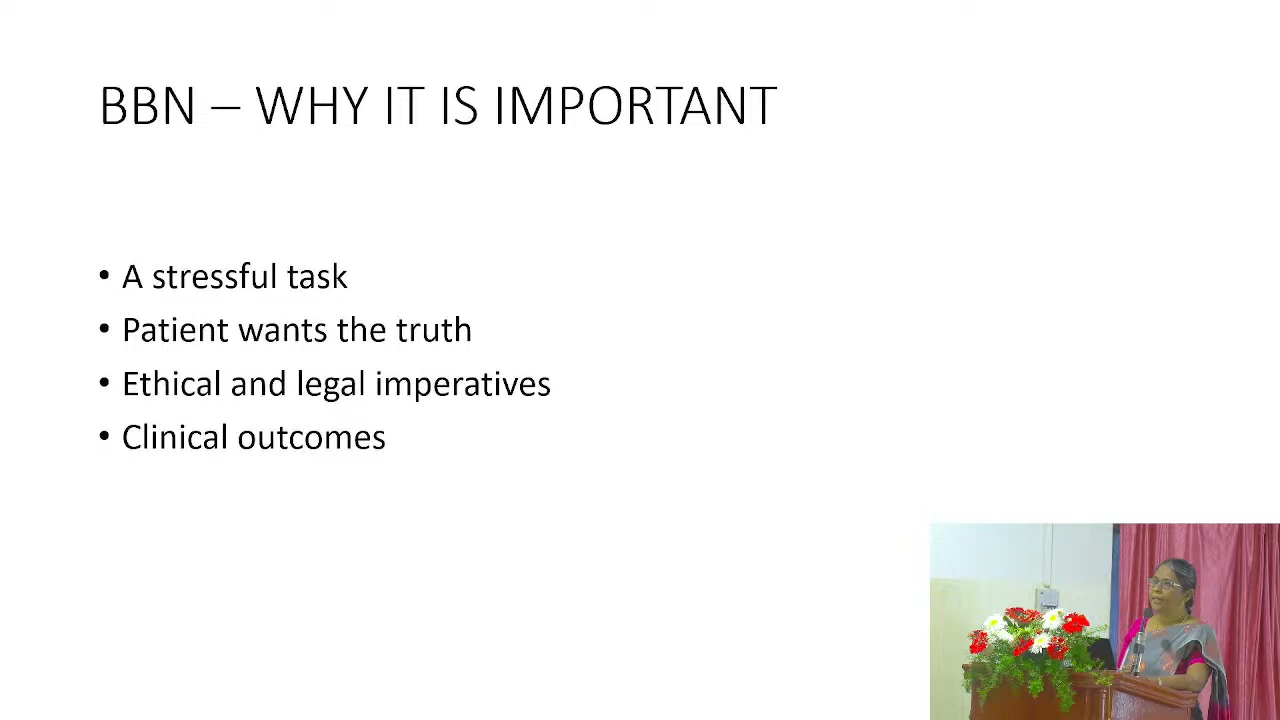 BBN – WHY IT IS IMPORTANT
• A stressful task
• Patient wants the truth
• Ethical and legal imperatives
• Clinical outcomes